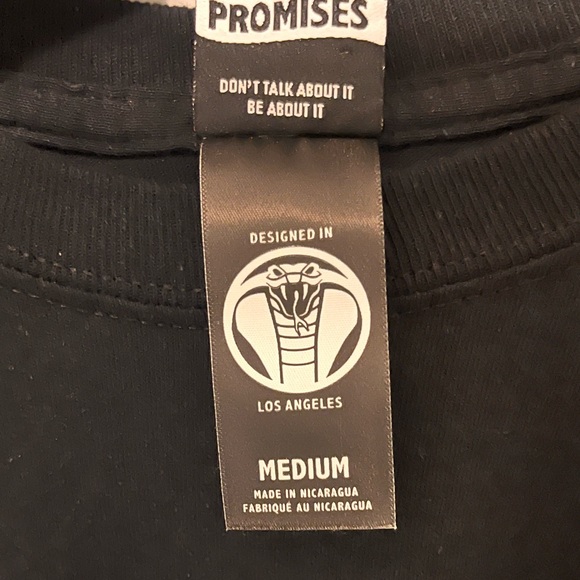 PROMISES
DON'T TALK ABOUT IT
BE ABOUT IT
DESIGNED IN
LOS ANGELES
MEDIUM
MADE IN NICARAGUA
FABRIQUÉ AU NICARAGUA